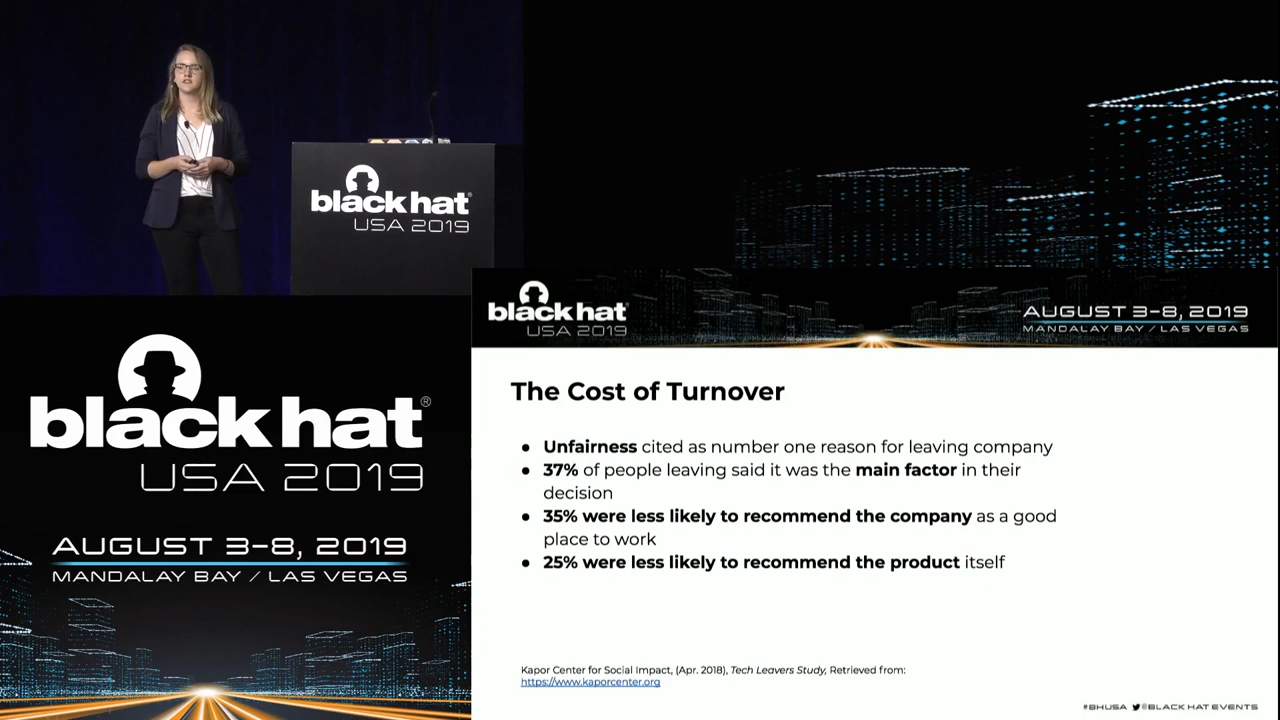 black hat
USA 2019
black hat®
USA 2019
AUGUST 3–8, 2019
MANDALAY BAY / LAS VEGAS
black hat
USA 2019
AUGUST 3–8, 2019
MANDALAY BAY / LAS VEGAS
The Cost of Turnover
● Unfairness cited as number one reason for leaving company
● 37% of people leaving said it was the main factor in their
decision
● 35% were less likely to recommend the company as a good
place to work
● 25% were less likely to recommend the product itself
Kapor Center for Social Impact, (Apr. 2018), Tech Leavers Study, Retrieved from:
https://www.kaporcenter.org
#BHUSA @BLACK HAT EVENTS